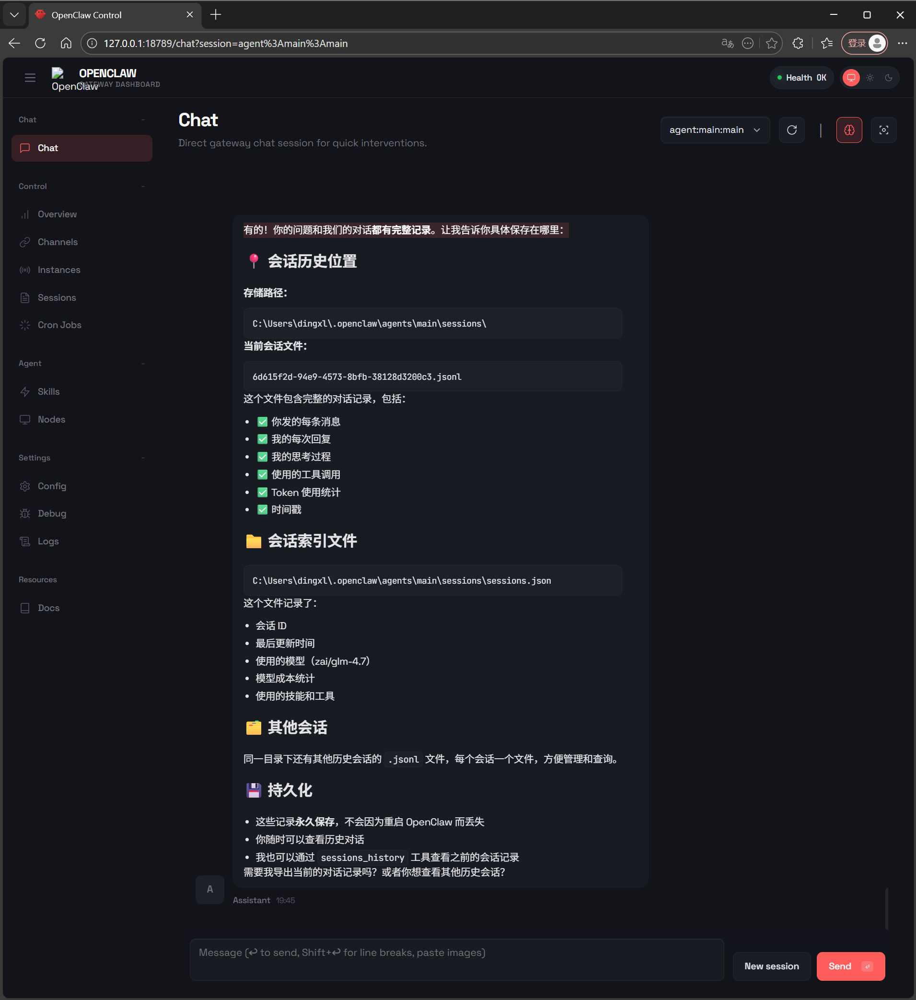 OpenClaw Control
127.0.0.1:18789/chat?session=agent%3Amain%3Amain
登录
OpenClaw
OPENCLAW
GATEWAY DASHBOARD
Health OK
Chat
Chat
Control
Overview
Channels
Instances
Sessions
Cron Jobs
Agent
Skills
Nodes
Settings
Config
Debug
Logs
Resources
Docs
Chat
Direct gateway chat session for quick interventions.
agent:main:main
有的！你的问题和我们的对话都有完整记录。让我告诉你具体保存在哪里：
📍 会话历史位置
存储路径：
C:\Users\dingxl\.openclaw\agents\main\sessions\
当前会话文件：
6d615f2d-94e9-4573-8bfb-38128d3200c3.jsonl
这个文件包含完整的对话记录，包括：
• ✅ 你发的每条消息
• ✅ 我的每次回复
• ✅ 我的思考过程
• ✅ 使用的工具调用
• ✅ Token 使用统计
• ✅ 时间戳
📁 会话索引文件
C:\Users\dingxl\.openclaw\agents\main\sessions\sessions.json
这个文件记录了：
• 会话 ID
• 最后更新时间
• 使用的模型（zai/glm-4.7）
• 模型成本统计
• 使用的技能和工具
🗂️ 其他会话
同一目录下还有其他历史会话的 .jsonl 文件，每个会话一个文件，方便管理和查询。
💾 持久化
• 这些记录永久保存，不会因为重启 OpenClaw 而丢失
• 你随时可以查看历史对话
• 我也可以通过 sessions_history 工具查看之前的会话记录
需要我导出当前的对话记录吗？或者你想查看其他历史会话？
A
Assistant 19:45
Message (↵ to send, Shift+↵ for line breaks, paste images)
New session
Send ↵